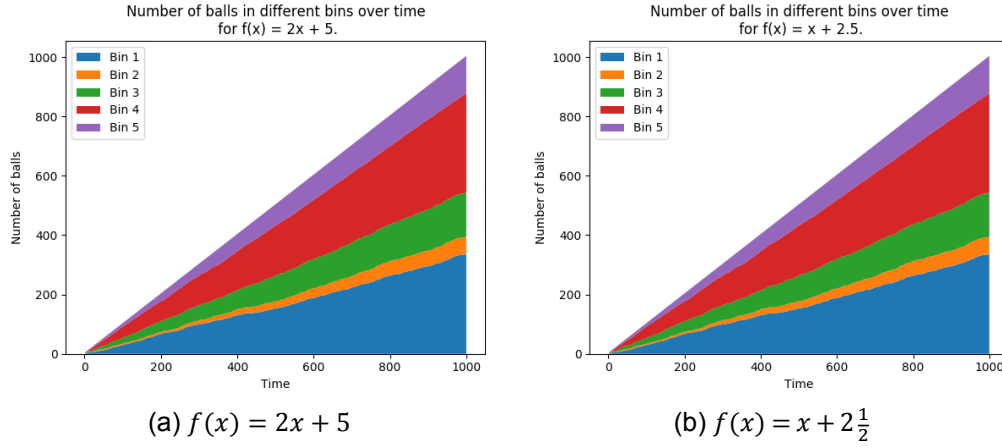 Number of balls in different bins over time
for f(x) = 2x + 5.
Number of balls
1000
800
600
400
200
0
Bin 1
Bin 2
Bin 3
Bin 4
Bin 5
0 200 400 600 800 1000
Time
(a) f(x) = 2x + 5
Number of balls in different bins over time
for f(x) = x + 2.5.
Number of balls
1000
800
600
400
200
0
Bin 1
Bin 2
Bin 3
Bin 4
Bin 5
0 200 400 600 800 1000
Time
(b) f(x) = x + 2½